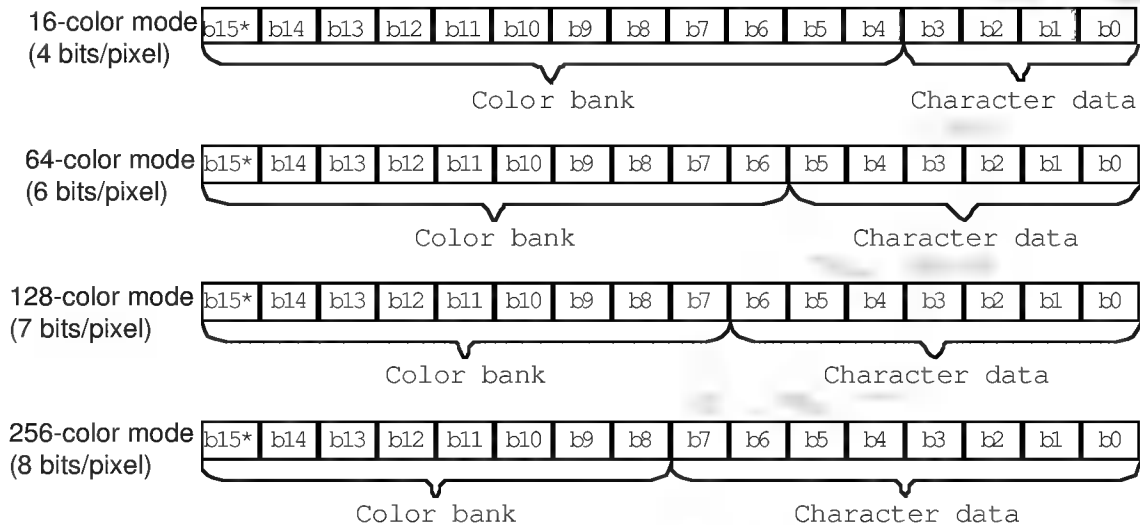 16-color mode b15* b14 b13 b12 b11 b10 b9 b8 b7 b6 b5 b4 b3 b2 b1 b0
(4 bits/pixel)
Color bank Character data
64-color mode b15* b14 b13 b12 b11 b10 b9 b8 b7 b6 b5 b4 b3 b2 b1 b0
(6 bits/pixel)
Color bank Character data
128-color mode b15* b14 b13 b12 b11 b10 b9 b8 b7 b6 b5 b4 b3 b2 b1 b0
(7 bits/pixel)
Color bank Character data
256-color mode b15* b14 b13 b12 b11 b10 b9 b8 b7 b6 b5 b4 b3 b2 b1 b0
(8 bits/pixel)
Color bank Character data